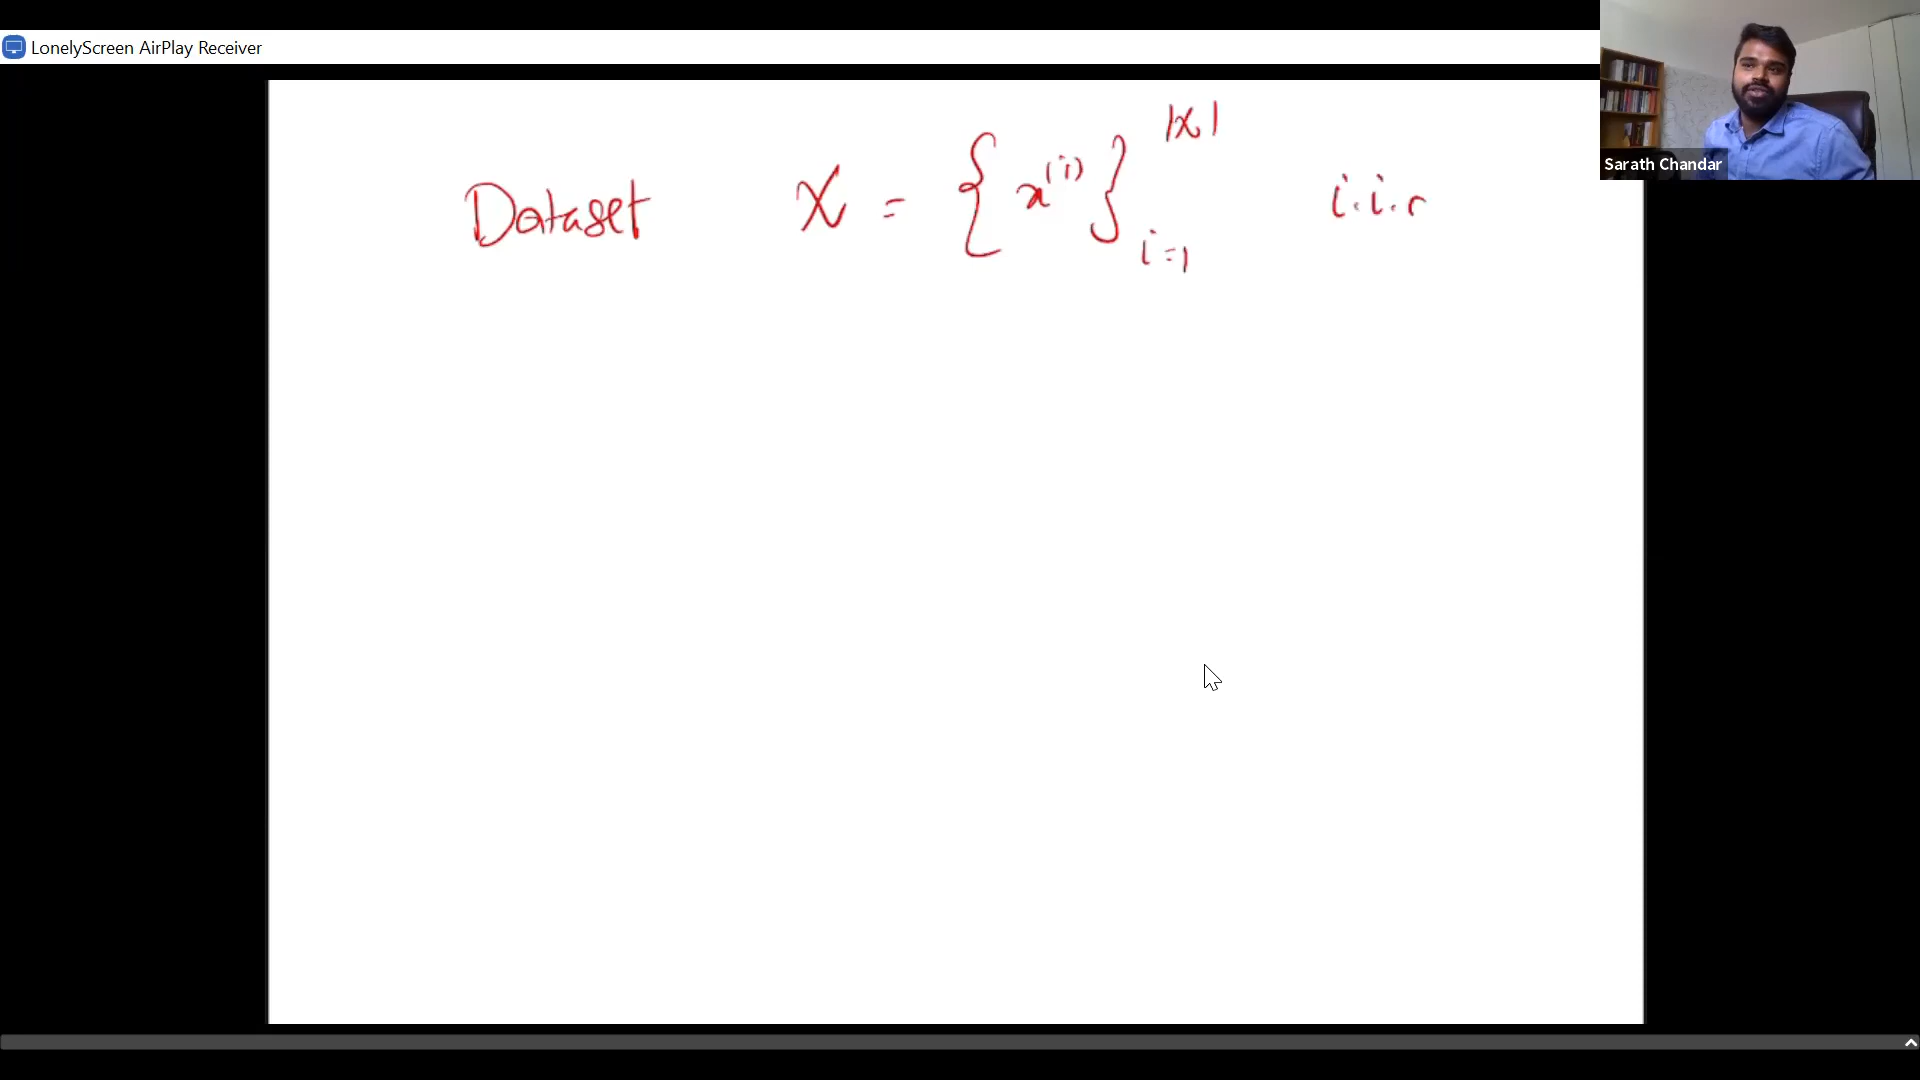 LonelyScreen AirPlay Receiver
Sarath Chandar
Dataset X = { x^{(i)} }_{i=1}^{|X|} i.i.r